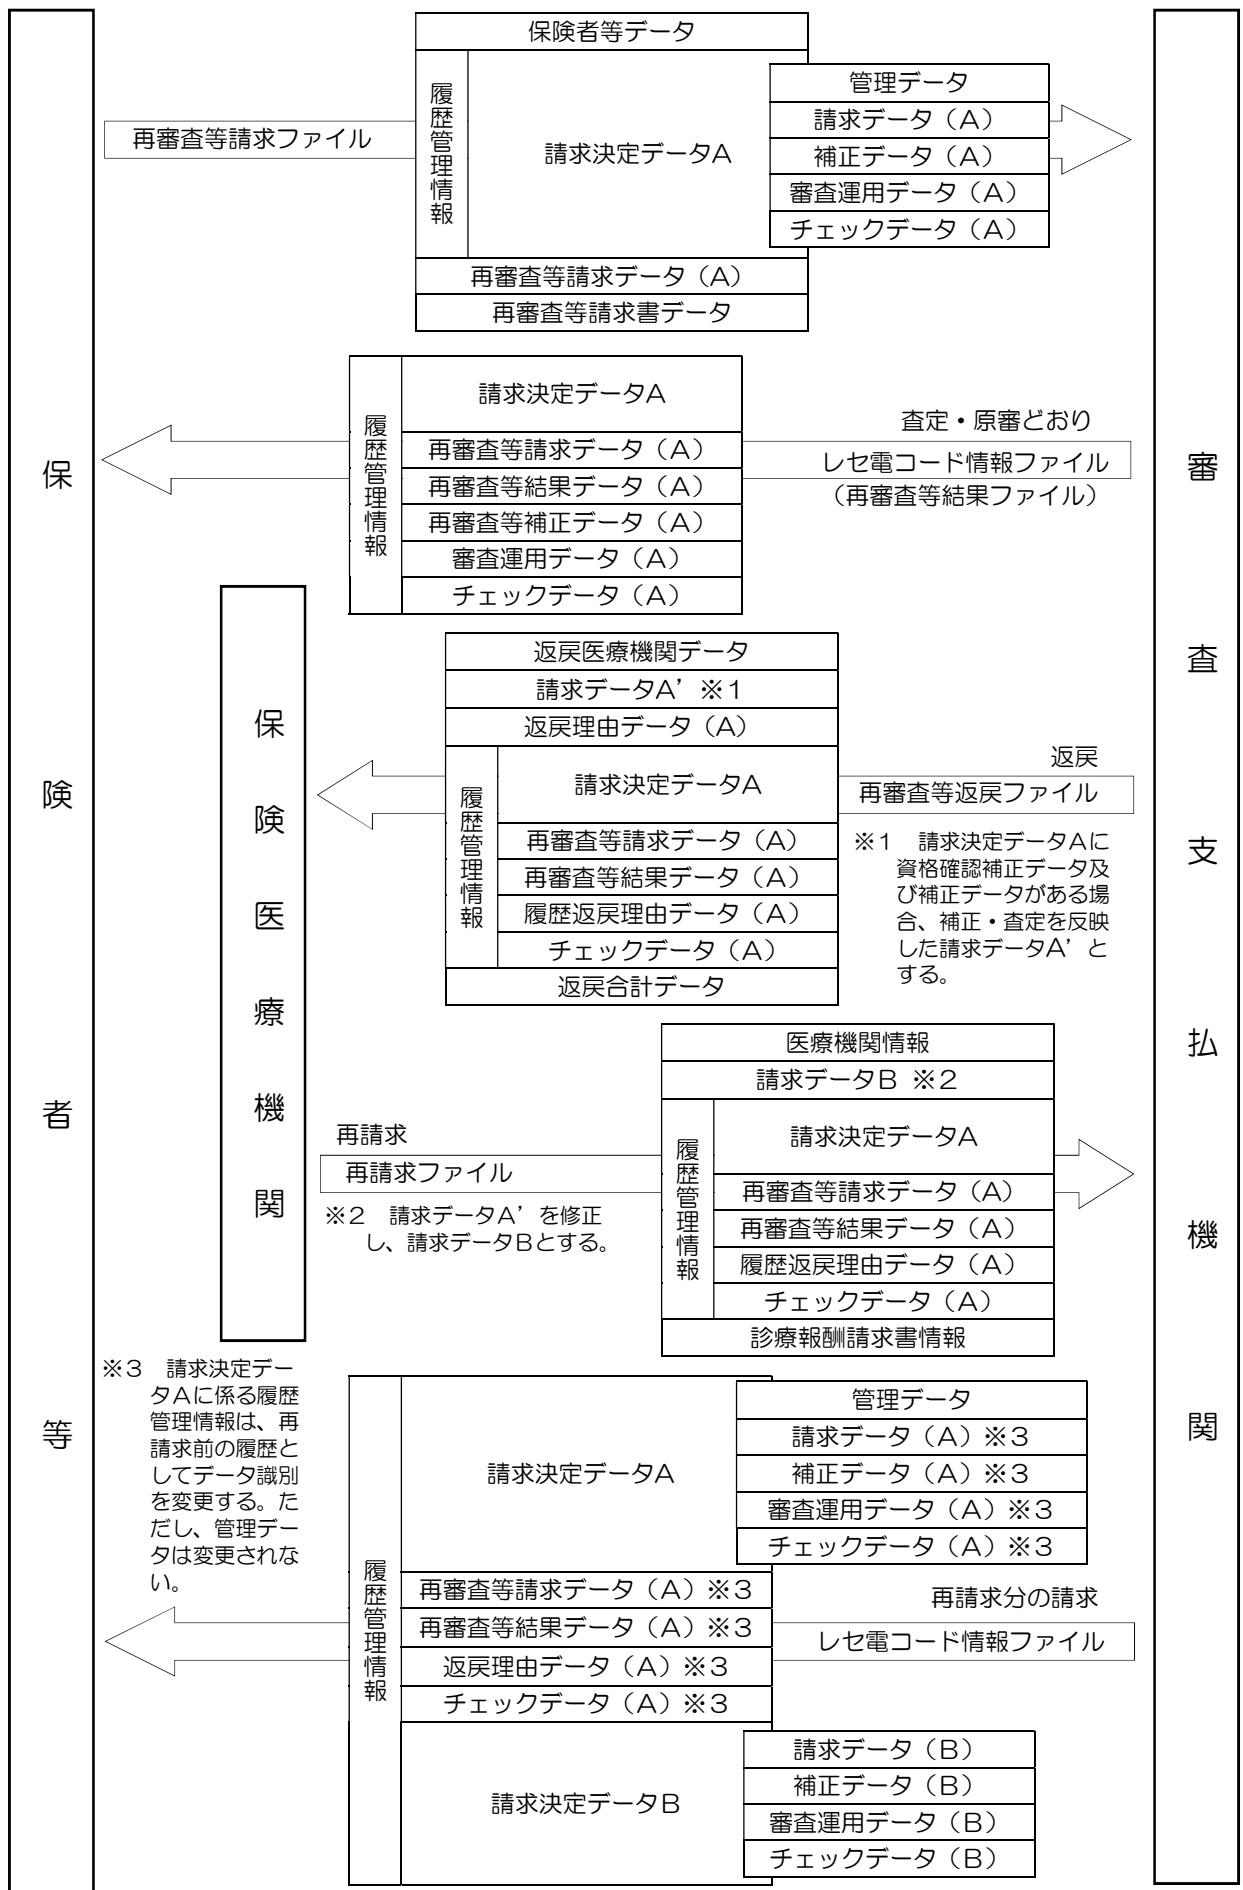 保険者等
審査支払機関
保険医療機関
再審査等請求ファイル
保険者等データ
履歴管理情報
請求決定データA
管理データ
請求データ（A）
補正データ（A）
審査運用データ（A）
チェックデータ（A）
再審査等請求データ（A）
再審査等請求書データ
履歴管理情報
請求決定データA
再審査等請求データ（A）
再審査等結果データ（A）
再審査等補正データ（A）
審査運用データ（A）
チェックデータ（A）
査定・原審どおり
レセ電コード情報ファイル
（再審査等結果ファイル）
返戻医療機関データ
請求データA’ ※1
返戻理由データ（A）
履歴管理情報
請求決定データA
再審査等請求データ（A）
再審査等結果データ（A）
履歴返戻理由データ（A）
チェックデータ（A）
返戻合計データ
返戻
再審査等返戻ファイル
※1　請求決定データAに
資格確認補正データ及
び補正データがある場
合、補正・査定を反映
した請求データA’と
する。
再請求
再請求ファイル
※2　請求データA’を修正
し、請求データBとする。
医療機関情報
請求データB ※2
履歴管理情報
請求決定データA
再審査等請求データ（A）
再審査等結果データ（A）
履歴返戻理由データ（A）
チェックデータ（A）
診療報酬請求書情報
※3　請求決定デー
タAに係る履歴
管理情報は、再
請求前の履歴と
してデータ識別
を変更する。た
だし、管理デー
タは変更されな
い。
履歴管理情報
請求決定データA
管理データ
請求データ（A）※3
補正データ（A）※3
審査運用データ（A）※3
チェックデータ（A）※3
再審査等請求データ（A）※3
再審査等結果データ（A）※3
返戻理由データ（A）※3
チェックデータ（A）※3
再請求分の請求
レセ電コード情報ファイル
請求決定データB
請求データ（B）
補正データ（B）
審査運用データ（B）
チェックデータ（B）